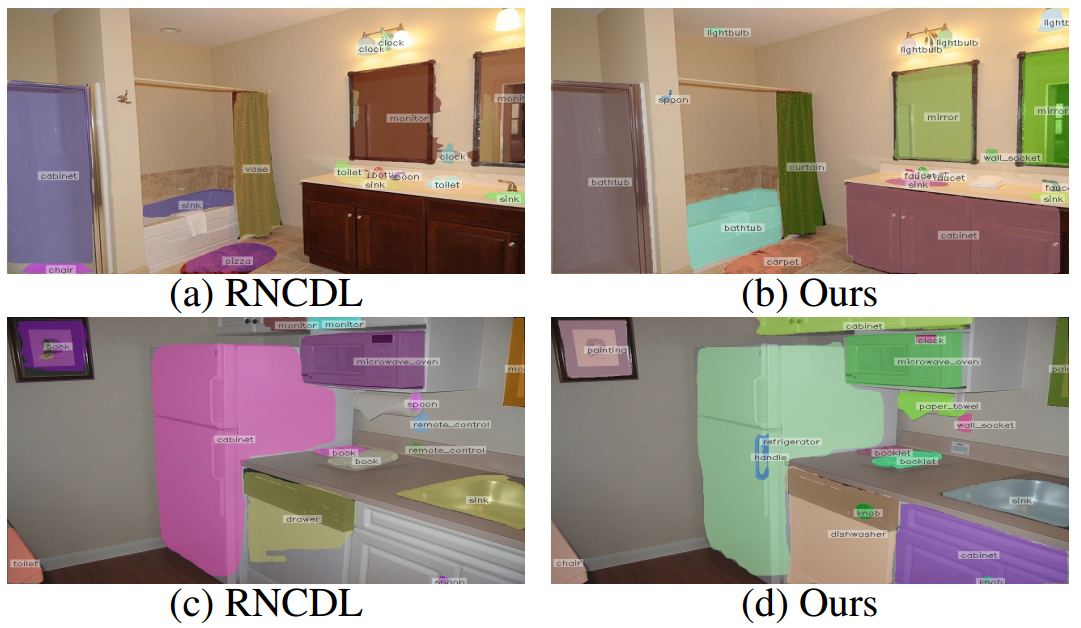 clock
clock
monitor
monit
cabinet
vase
clock
toilet
spoon
sink
toilet
sink
sink
pizza
chair
lightbulb
lightbulb
lightbulb
lightb
spoon
mirror
mirror
bathtub
curtain
wall_socket
faucet
faucet
sink
fauc
sink
bathtub
cabinet
carpet
(a) RNCDL
(b) Ours
monitor
monitor
book
microwave_oven
mo
spoon
remote_control
cabinet
remote_control
book
book
sink
drawer
toilet
spoon
cabinet
clock
painting
microwave_oven
pain
paper_towel
wall_socket
refrigerator
booklet
handle
booklet
sink
knob
dishwasher
cabinet
chair
knob
(c) RNCDL
(d) Ours